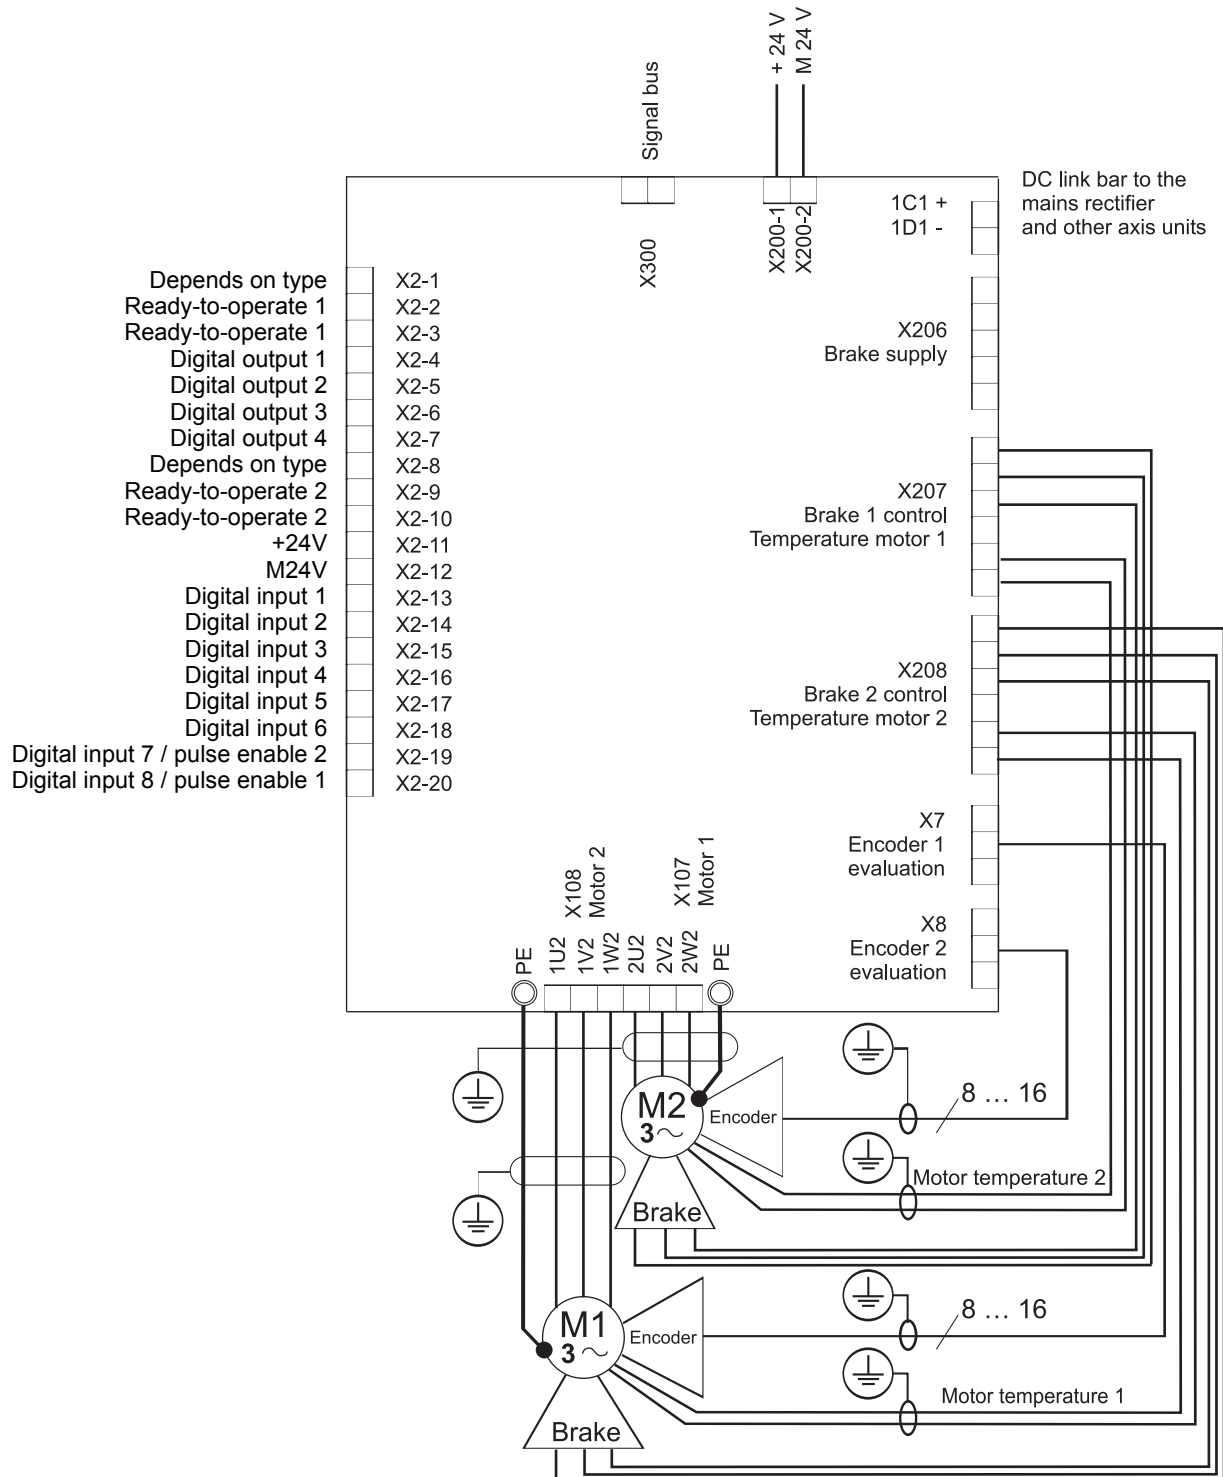 + 24 V
M 24 V
Signal bus
X300
X200-1
X200-2
1C1 +
1D1 -
DC link bar to the
mains rectifier
and other axis units
Depends on type X2-1
Ready-to-operate 1 X2-2
Ready-to-operate 1 X2-3
Digital output 1 X2-4
Digital output 2 X2-5
Digital output 3 X2-6
Digital output 4 X2-7
Depends on type X2-8
Ready-to-operate 2 X2-9
Ready-to-operate 2 X2-10
+24V X2-11
M24V X2-12
Digital input 1 X2-13
Digital input 2 X2-14
Digital input 3 X2-15
Digital input 4 X2-16
Digital input 5 X2-17
Digital input 6 X2-18
Digital input 7 / pulse enable 2 X2-19
Digital input 8 / pulse enable 1 X2-20
X206
Brake supply
X207
Brake 1 control
Temperature motor 1
X208
Brake 2 control
Temperature motor 2
X7
Encoder 1
evaluation
X8
Encoder 2
evaluation
X108
Motor 2
X107
Motor 1
PE
1U2
1V2
1W2
2U2
2V2
2W2
PE
M2
3~
Encoder
8 ... 16
Motor temperature 2
Brake
M1
3~
Encoder
8 ... 16
Motor temperature 1
Brake